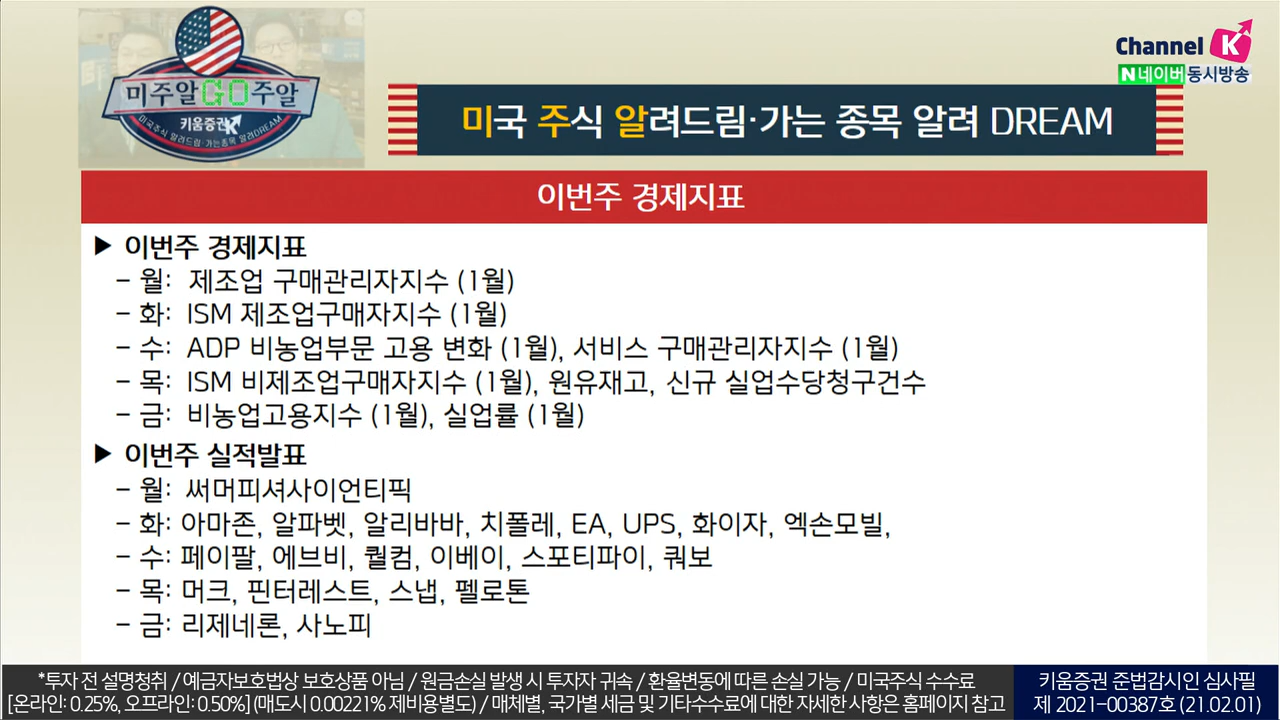 미주알GO주알
키움증권
미국주식 알려드림·가는종목 알려DREAM
Channel K
N 네이버 동시방송
미국 주식 알려드림·가는 종목 알려 DREAM
이번주 경제지표
▶ 이번주 경제지표
– 월: 제조업 구매관리자지수 (1월)
– 화: ISM 제조업구매자지수 (1월)
– 수: ADP 비농업부문 고용 변화 (1월), 서비스 구매관리자지수 (1월)
– 목: ISM 비제조업구매자지수 (1월), 원유재고, 신규 실업수당청구건수
– 금: 비농업고용지수 (1월), 실업률 (1월)
▶ 이번주 실적발표
– 월: 써머피셔사이언티픽
– 화: 아마존, 알파벳, 알리바바, 치폴레, EA, UPS, 화이자, 엑손모빌,
– 수: 페이팔, 에브비, 퀄컴, 이베이, 스포티파이, 쿼보
– 목: 머크, 핀터레스트, 스냅, 펠로톤
– 금: 리제네론, 사노피
*투자 전 설명청취 / 예금자보호법상 보호상품 아님 / 원금손실 발생 시 투자자 귀속 / 환율변동에 따른 손실 가능 / 미국주식 수수료
[온라인: 0.25%, 오프라인: 0.50%] (매도시 0.00221% 제비용별도) / 매체별, 국가별 세금 및 기타수수료에 대한 자세한 사항은 홈페이지 참고
키움증권 준법감시인 심사필
제 2021-00387호 (21.02.01)